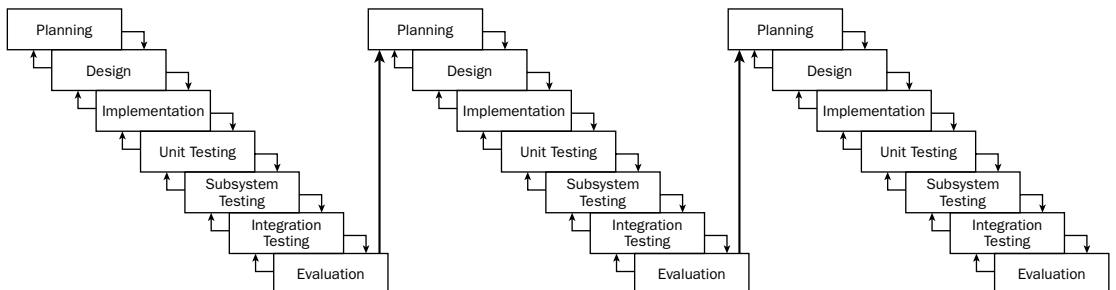 Planning
Design
Implementation
Unit Testing
Subsystem
Testing
Integration
Testing
Evaluation
Planning
Design
Implementation
Unit Testing
Subsystem
Testing
Integration
Testing
Evaluation
Planning
Design
Implementation
Unit Testing
Subsystem
Testing
Integration
Testing
Evaluation